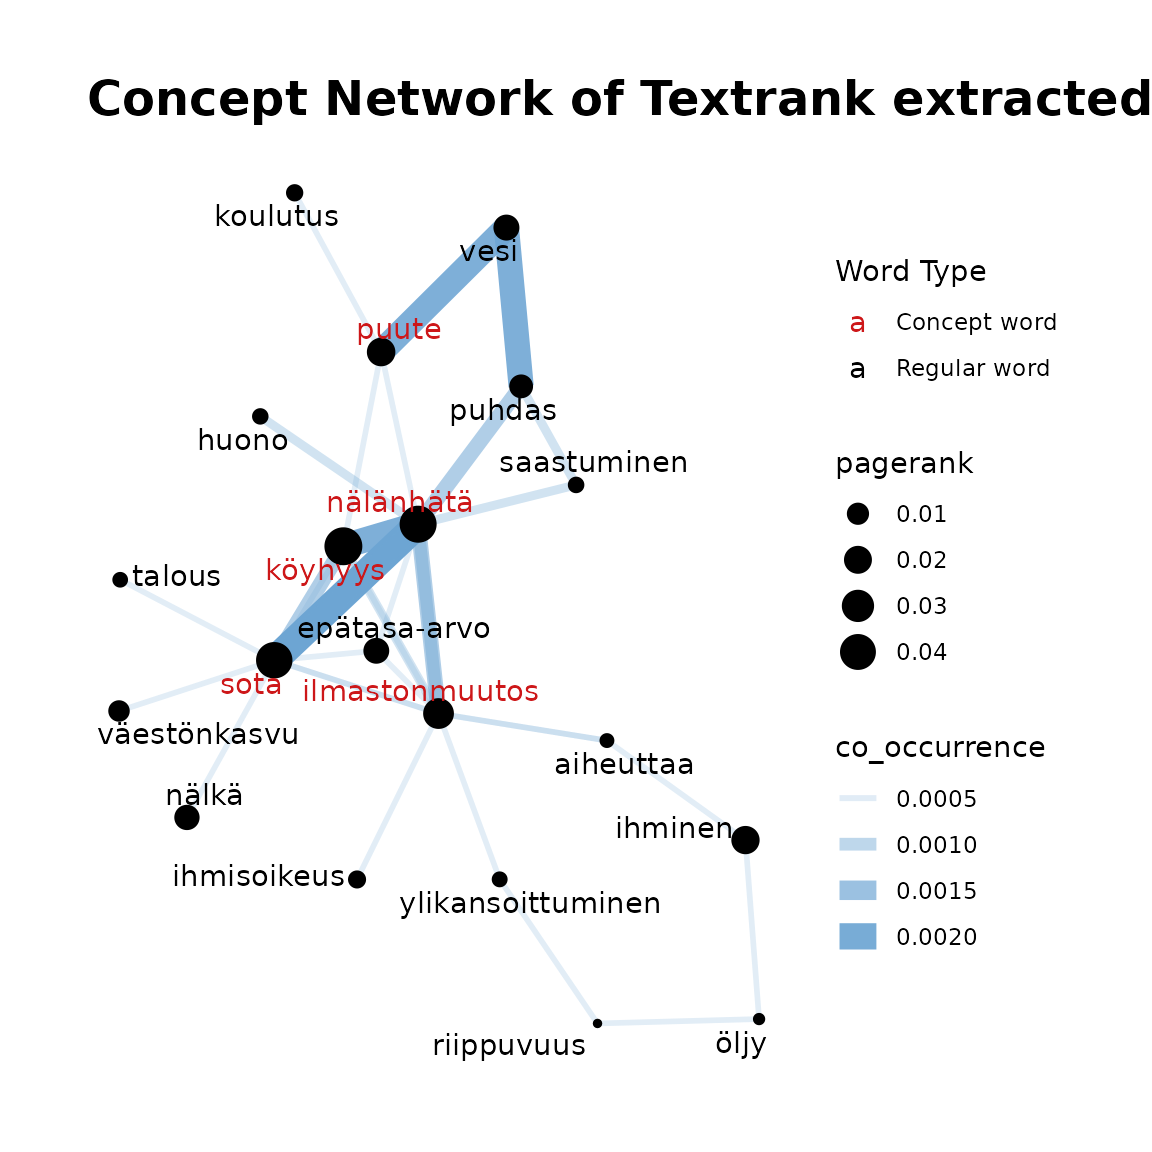 Concept Network of Textrank extracted
koulutus
vesi
puute
puhdas
huono
saastuminen
nälänhätä
köyhyys
talous
epätasa-arvo
sota
ilmastonmuutos
väestönkasvu
aiheuttaa
nälkä
ihminen
ihmisoikeus
ylikansoittuminen
riippuvuus
öljy
Word Type
a Concept word
a Regular word
pagerank
0.01
0.02
0.03
0.04
co_occurrence
0.0005
0.0010
0.0015
0.0020